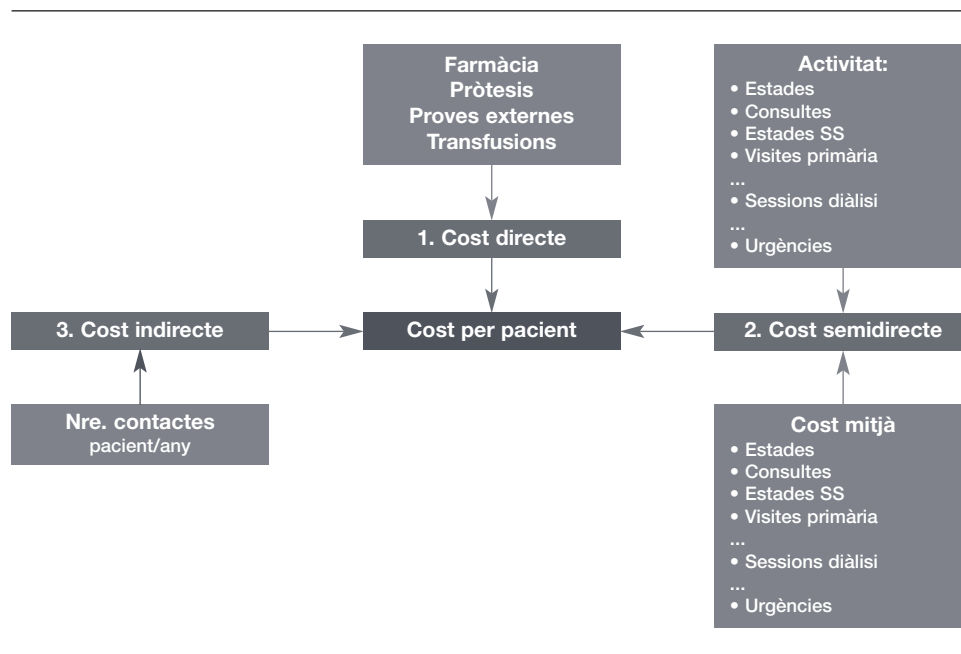 Farmàcia
Pròtesis
Proves externes
Transfusions
Activitat:
• Estades
• Consultes
• Estades SS
• Visites primària
...
• Sessions diàlisi
...
• Urgències
1. Cost directe
3. Cost indirecte
Cost per pacient
2. Cost semidirecte
Nre. contactes
pacient/any
Cost mitjà
• Estades
• Consultes
• Estades SS
• Visites primària
...
• Sessions diàlisi
...
• Urgències